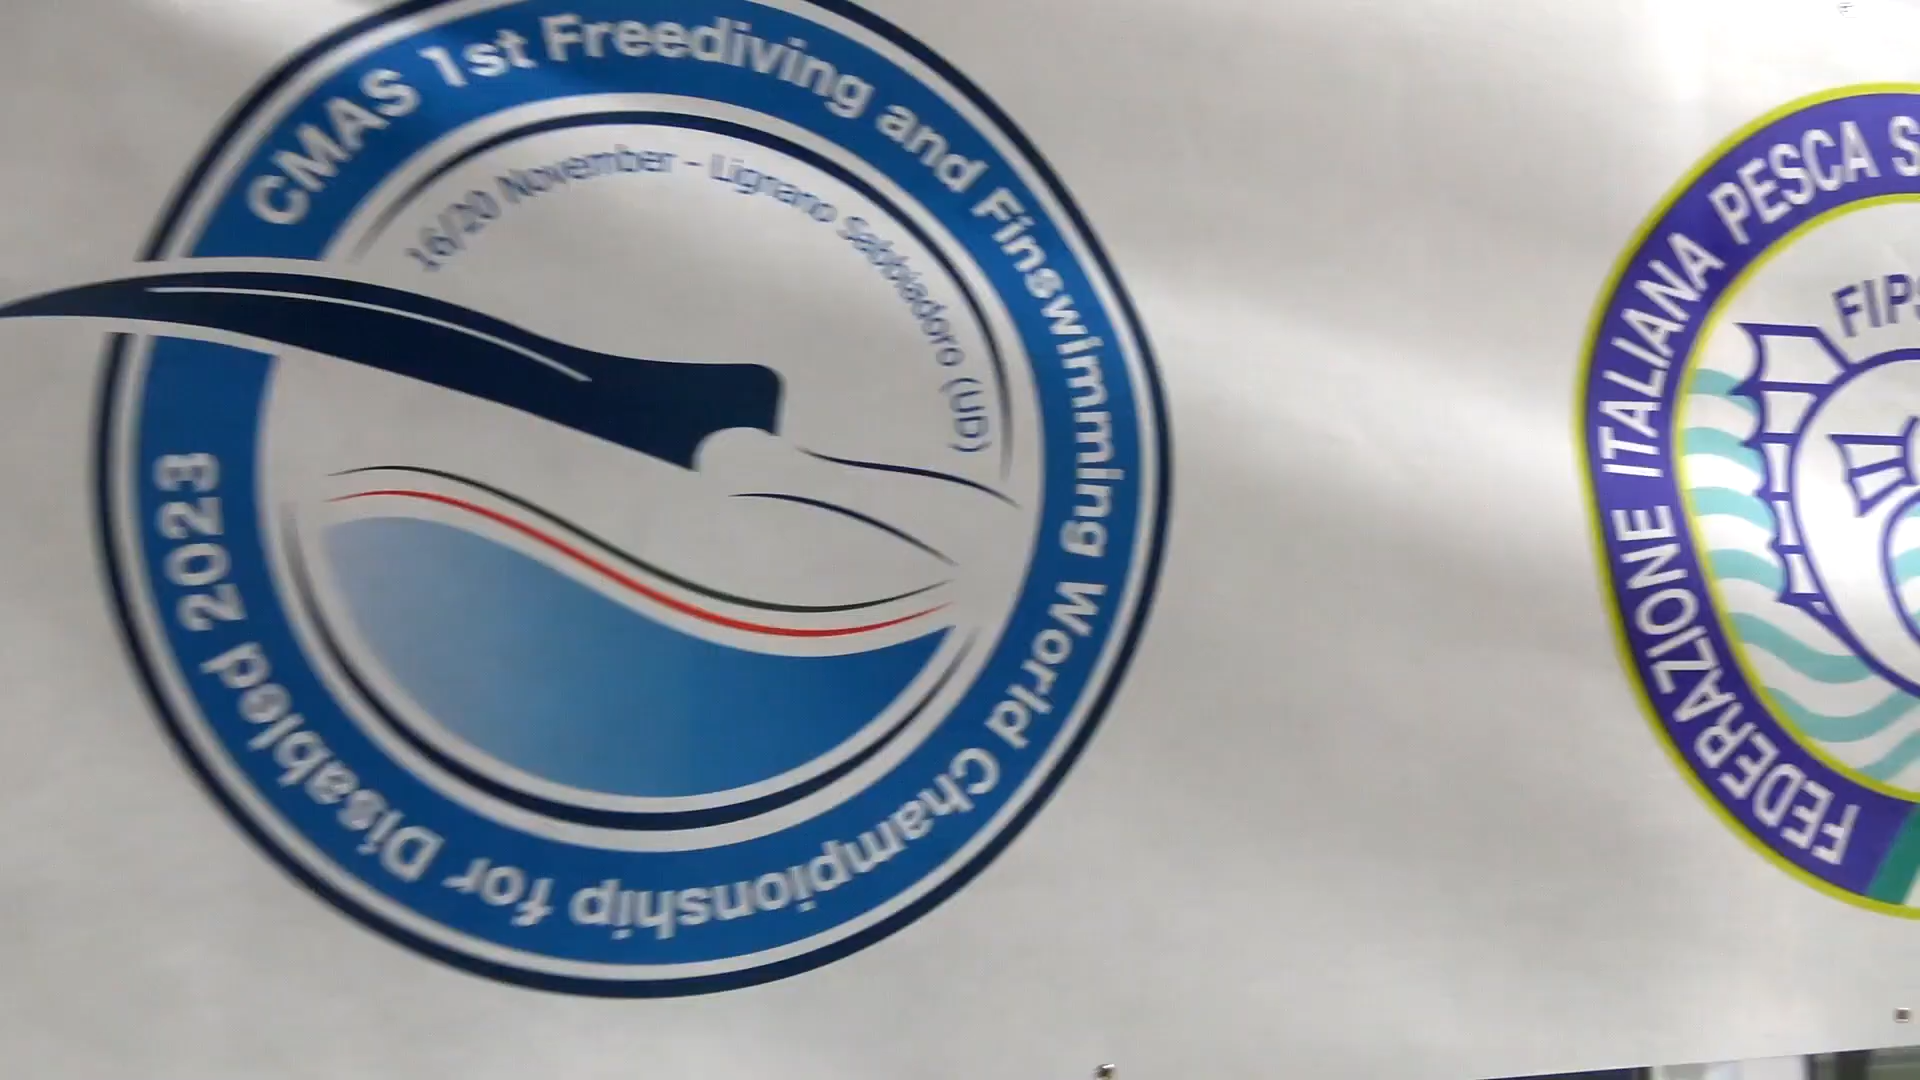 CMAS 1st Freediving and Finswimming World Championship for Disabled 2023
16/20 November - Lignano Sabbiadoro (UD)
FEDERAZIONE ITALIANA PESCA